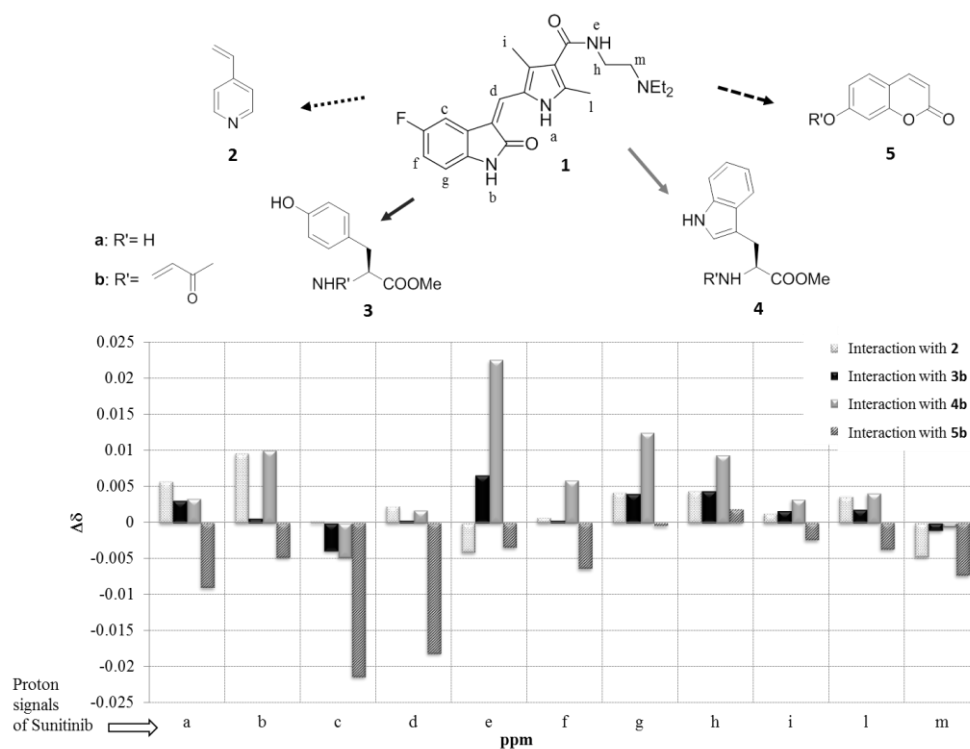 e
i
NH
m
h
O
d
NEt₂
l
N
H
a
F
c
f
O
g
N
H
b
1
N
2
R'O
O
O
5
HO
NHR'
COOMe
3
HN
R'HN
COOMe
4
a: R'= H
b: R'=
O
0.025
0.02
0.015
0.01
0.005
0
-0.005
-0.01
-0.015
-0.02
-0.025
Δδ
Interaction with 2
Interaction with 3b
Interaction with 4b
Interaction with 5b
Proton
signals
of Sunitinib
a b c d e f g h i l m
ppm